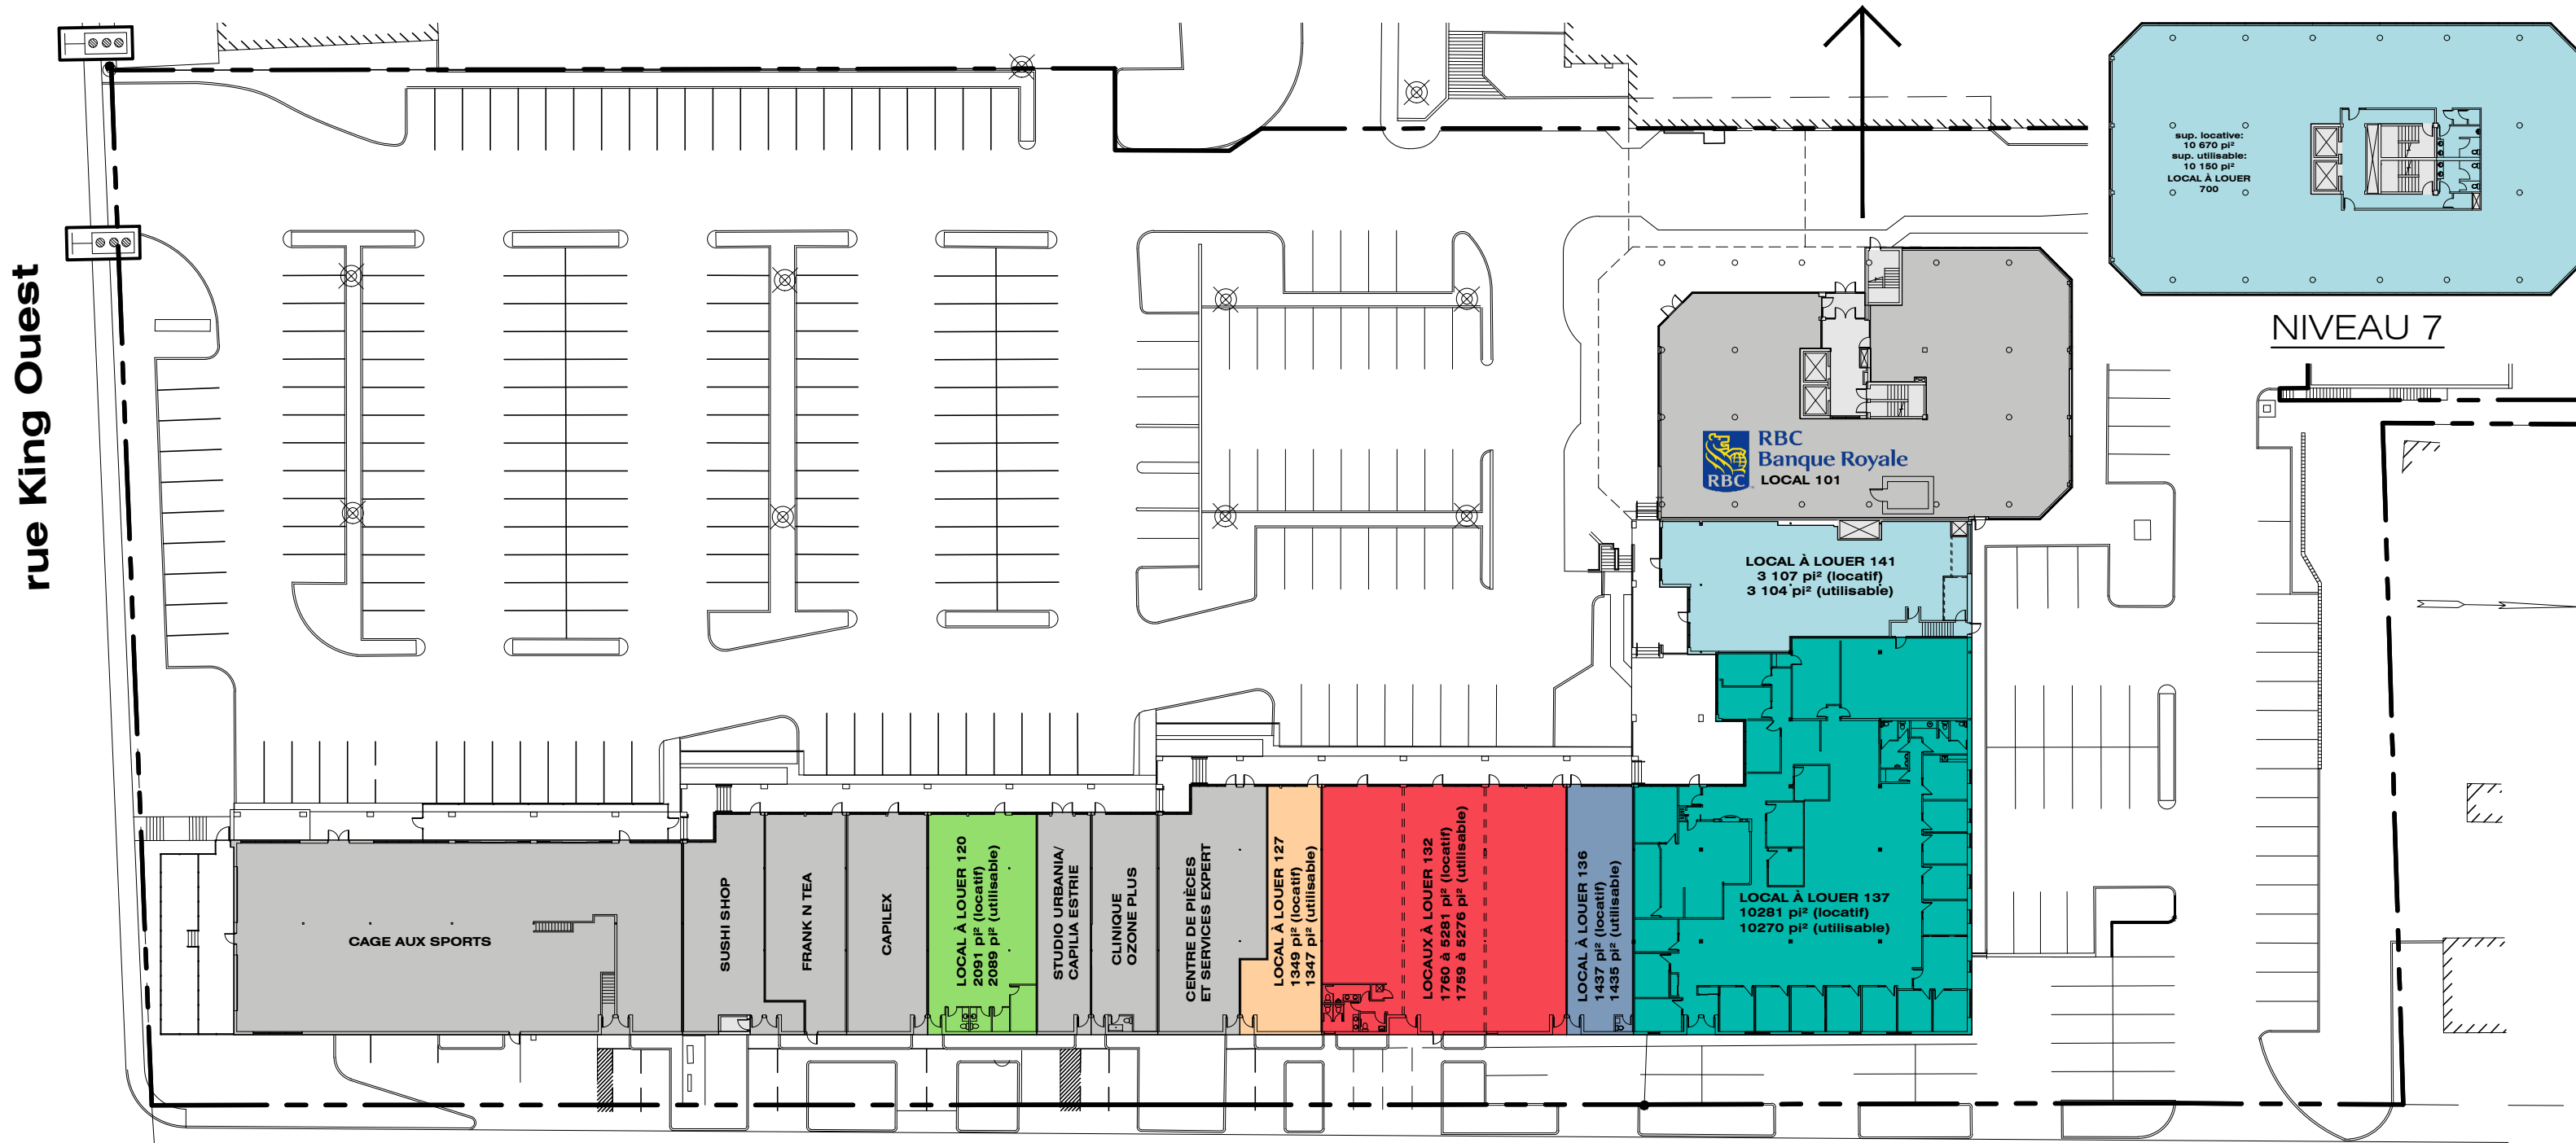 rue King Ouest
sup. locative:
10 670 pi²
sup. utilisable:
10 150 pi²
LOCAL À LOUER
700
NIVEAU 7
RBC
RBC
Banque Royale
LOCAL 101
LOCAL À LOUER 141
3 107 pi² (locatif)
3 104 pi² (utilisable)
CAGE AUX SPORTS
SUSHI SHOP
FRANK N TEA
CAPILEX
LOCAL À LOUER 120
2091 pi² (locatif)
2089 pi² (utilisable)
STUDIO URBANIA/
CAPILIA ESTRIE
CLINIQUE
OZONE PLUS
CENTRE DE PIÈCES
ET SERVICES EXPERT
LOCAL À LOUER 127
1349 pi² (locatif)
1347 pi² (utilisable)
LOCAUX À LOUER 132
1760 à 5281 pi² (locatif)
1759 à 5276 pi² (utilisable)
LOCAL À LOUER 136
1437 pi² (locatif)
1435 pi² (utilisable)
LOCAL À LOUER 137
10281 pi² (locatif)
10270 pi² (utilisable)